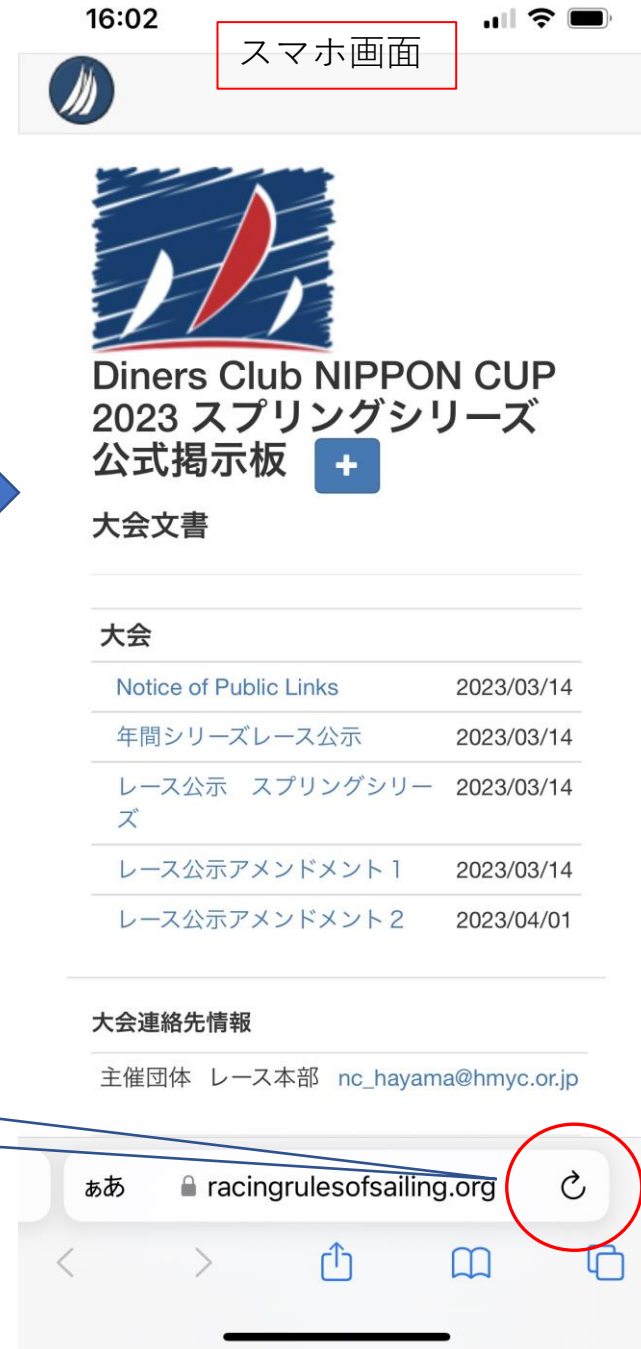 16:02
スマホ画面
Diners Club NIPPON CUP
2023 スプリングシリーズ
公式掲示板 +
大会文書
大会
Notice of Public Links 2023/03/14
年間シリーズレース公示 2023/03/14
レース公示　スプリングシリー 2023/03/14
ズ
レース公示アメンドメント１ 2023/03/14
レース公示アメンドメント２ 2023/04/01
大会連絡先情報
主催団体 レース本部 nc_hayama@hmyc.or.jp
ぁあ racingrulesofsailing.org